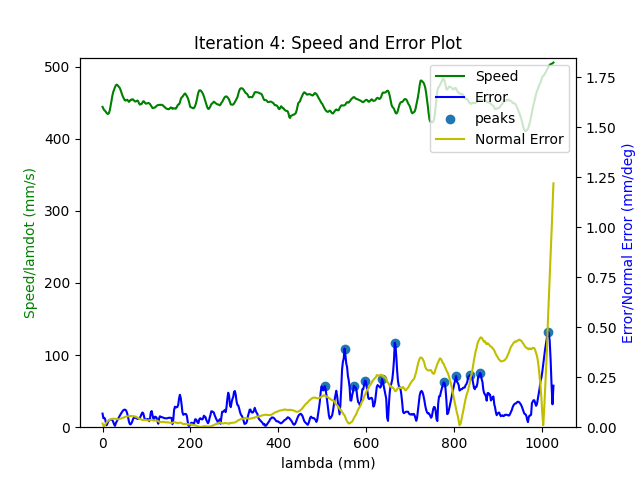 Iteration 4: Speed and Error Plot
Speed
Error
peaks
Normal Error
Speed/lamdot (mm/s)
500
400
300
200
100
0
1.75
1.50
1.25
1.00
0.75
0.50
0.25
0.00
Error/Normal Error (mm/deg)
0 200 400 600 800 1000
lambda (mm)